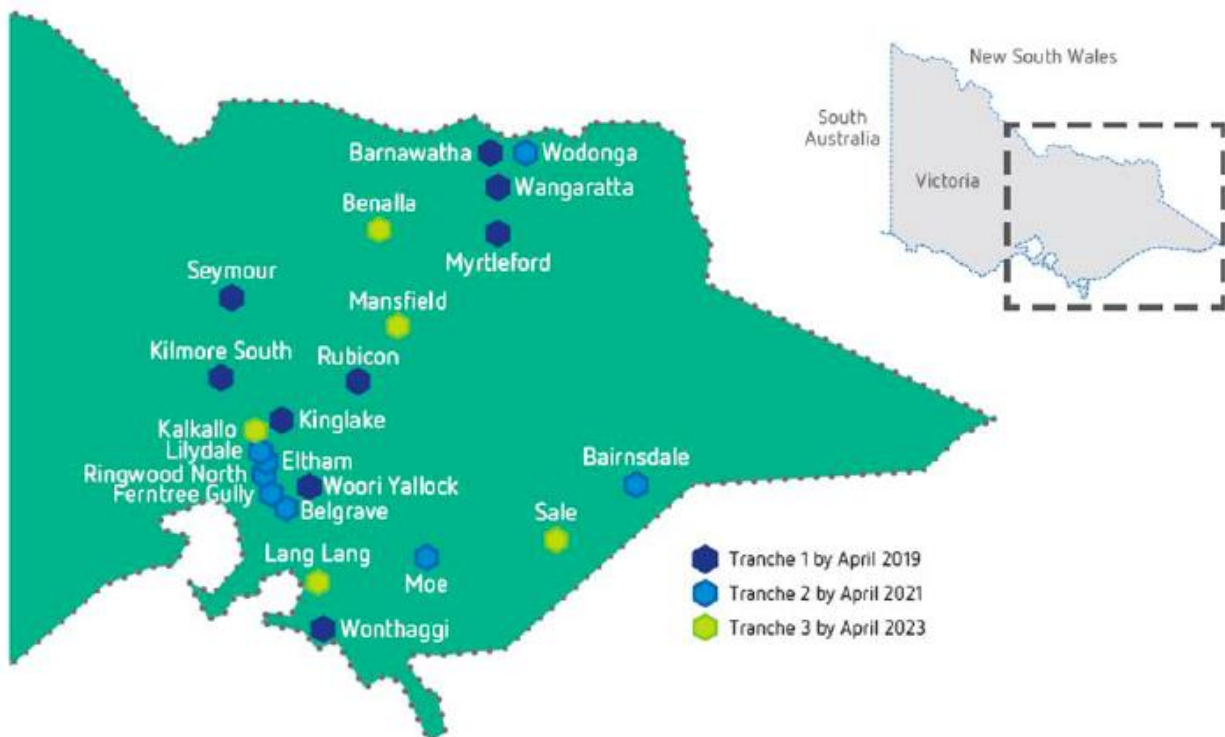 New South Wales
South
Australia
Victoria
Barnawatha
Wodonga
Wangaratta
Benalla
Myrtleford
Seymour
Mansfield
Kilmore South
Rubicon
Kinglake
Kalkallo
Lilydale
Eltham
Ringwood North
Ferntree Gully
Woori Yallock
Belgrave
Bairnsdale
Sale
Lang Lang
Moe
Wonthaggi
Tranche 1 by April 2019
Tranche 2 by April 2021
Tranche 3 by April 2023